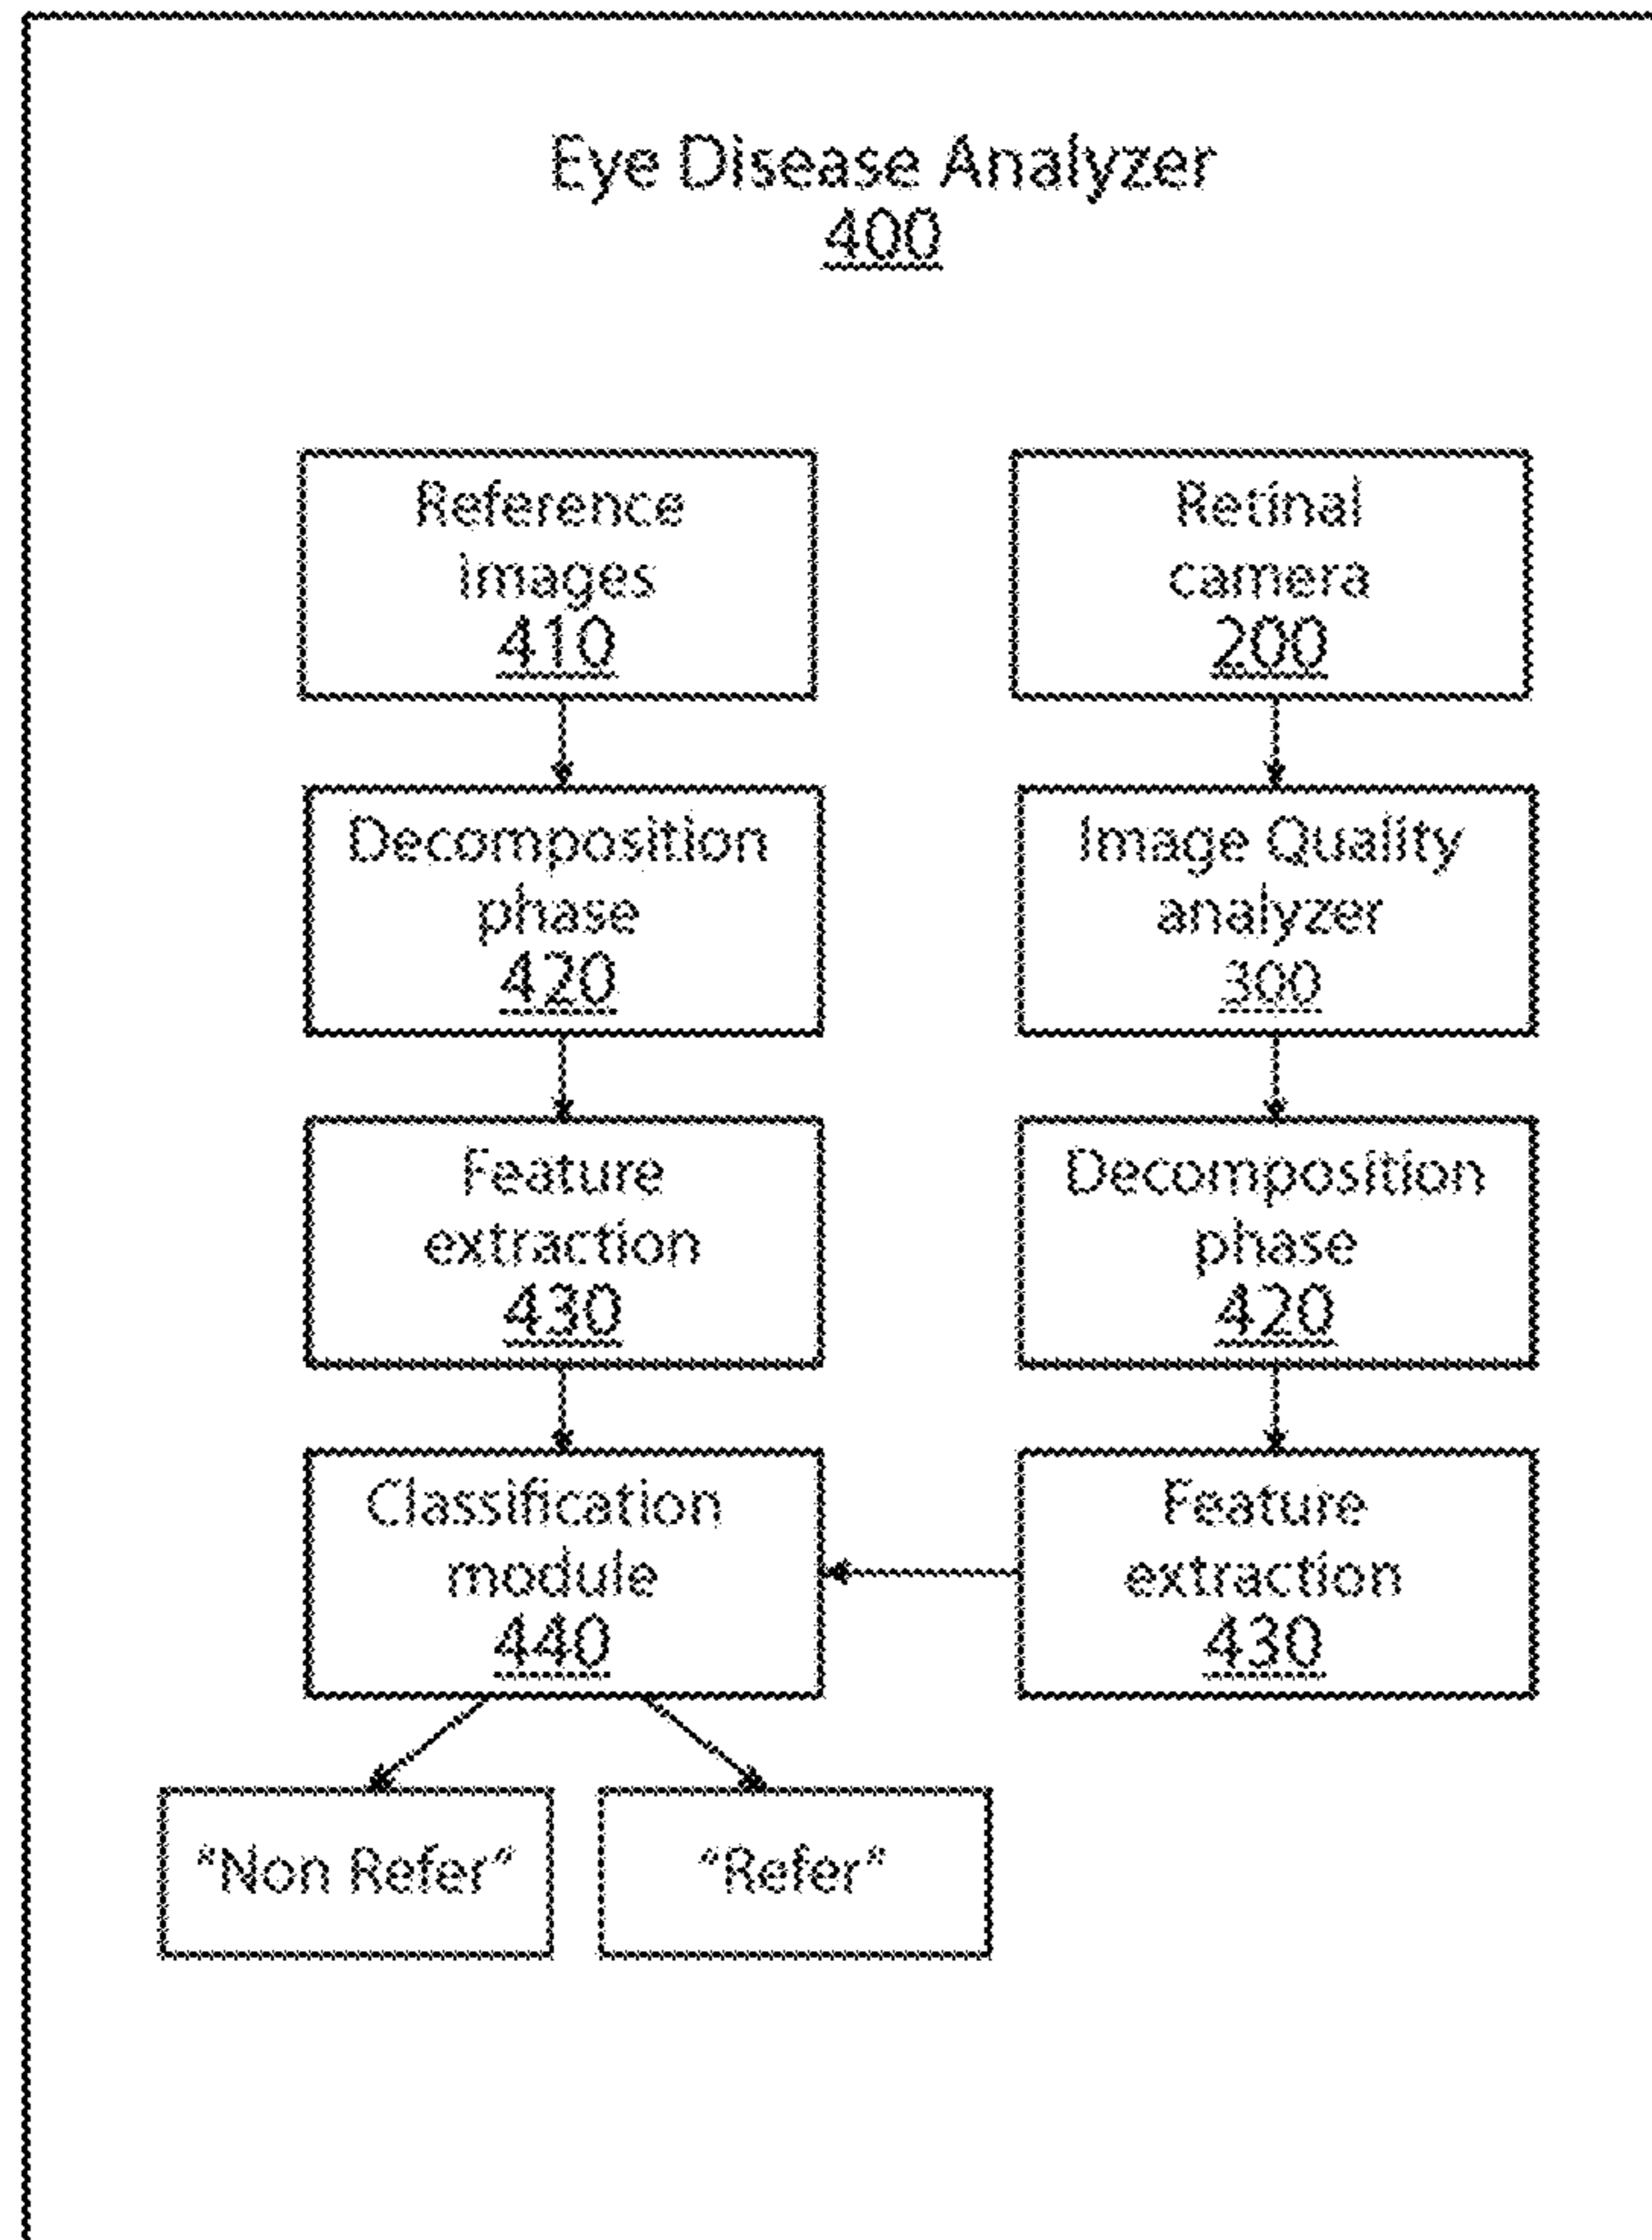 Eye Disease Analyzer
400
Reference
images
410
Retinal
camera
200
Decomposition
phase
420
Image Quality
analyzer
300
Feature
extraction
430
Decomposition
phase
420
Classification
module
440
Feature
extraction
430
"Non Refer"
"Refer"